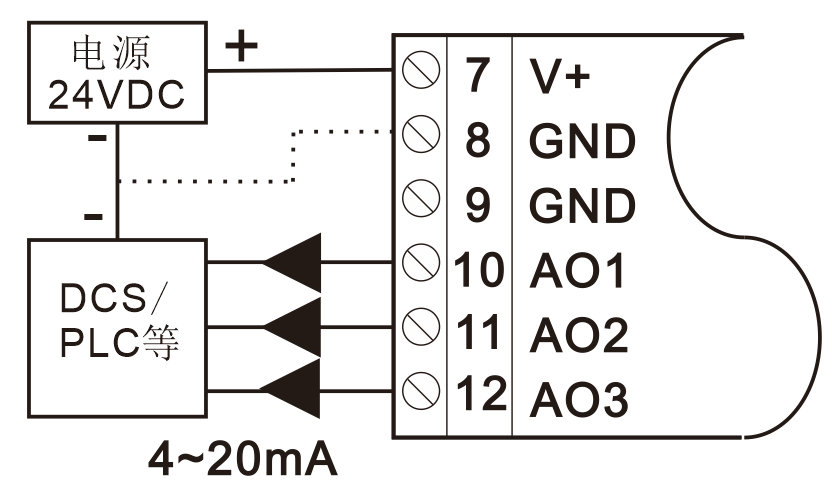 电源
24VDC
+
-
-
DCS/
PLC等
4~20mA
7 V+
8 GND
9 GND
10 AO1
11 AO2
12 AO3